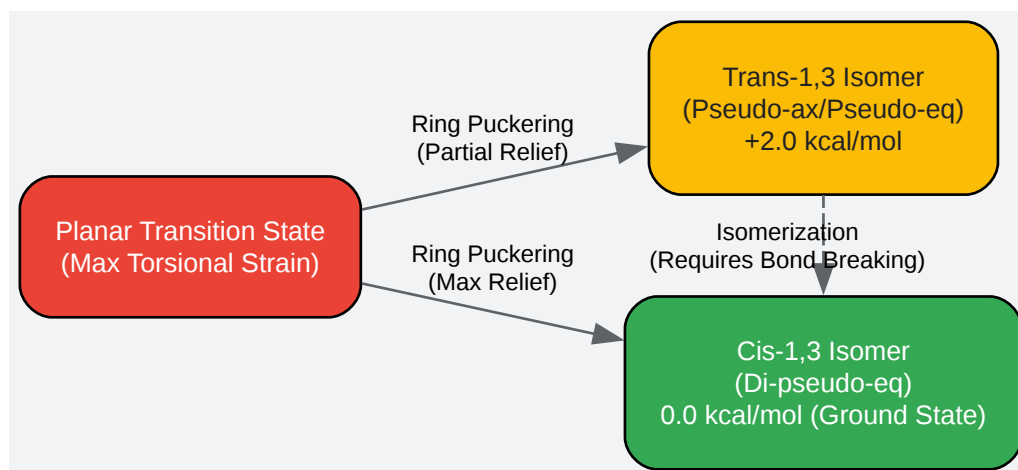 Trans-1,3 Isomer
(Pseudo-ax/Pseudo-eq)
+2.0 kcal/mol
Ring Puckering
(Partial Relief)
Planar Transition State
(Max Torsional Strain)
Isomerization
(Requires Bond Breaking)
Ring Puckering
(Max Relief)
Cis-1,3 Isomer
(Di-pseudo-eq)
0.0 kcal/mol (Ground State)